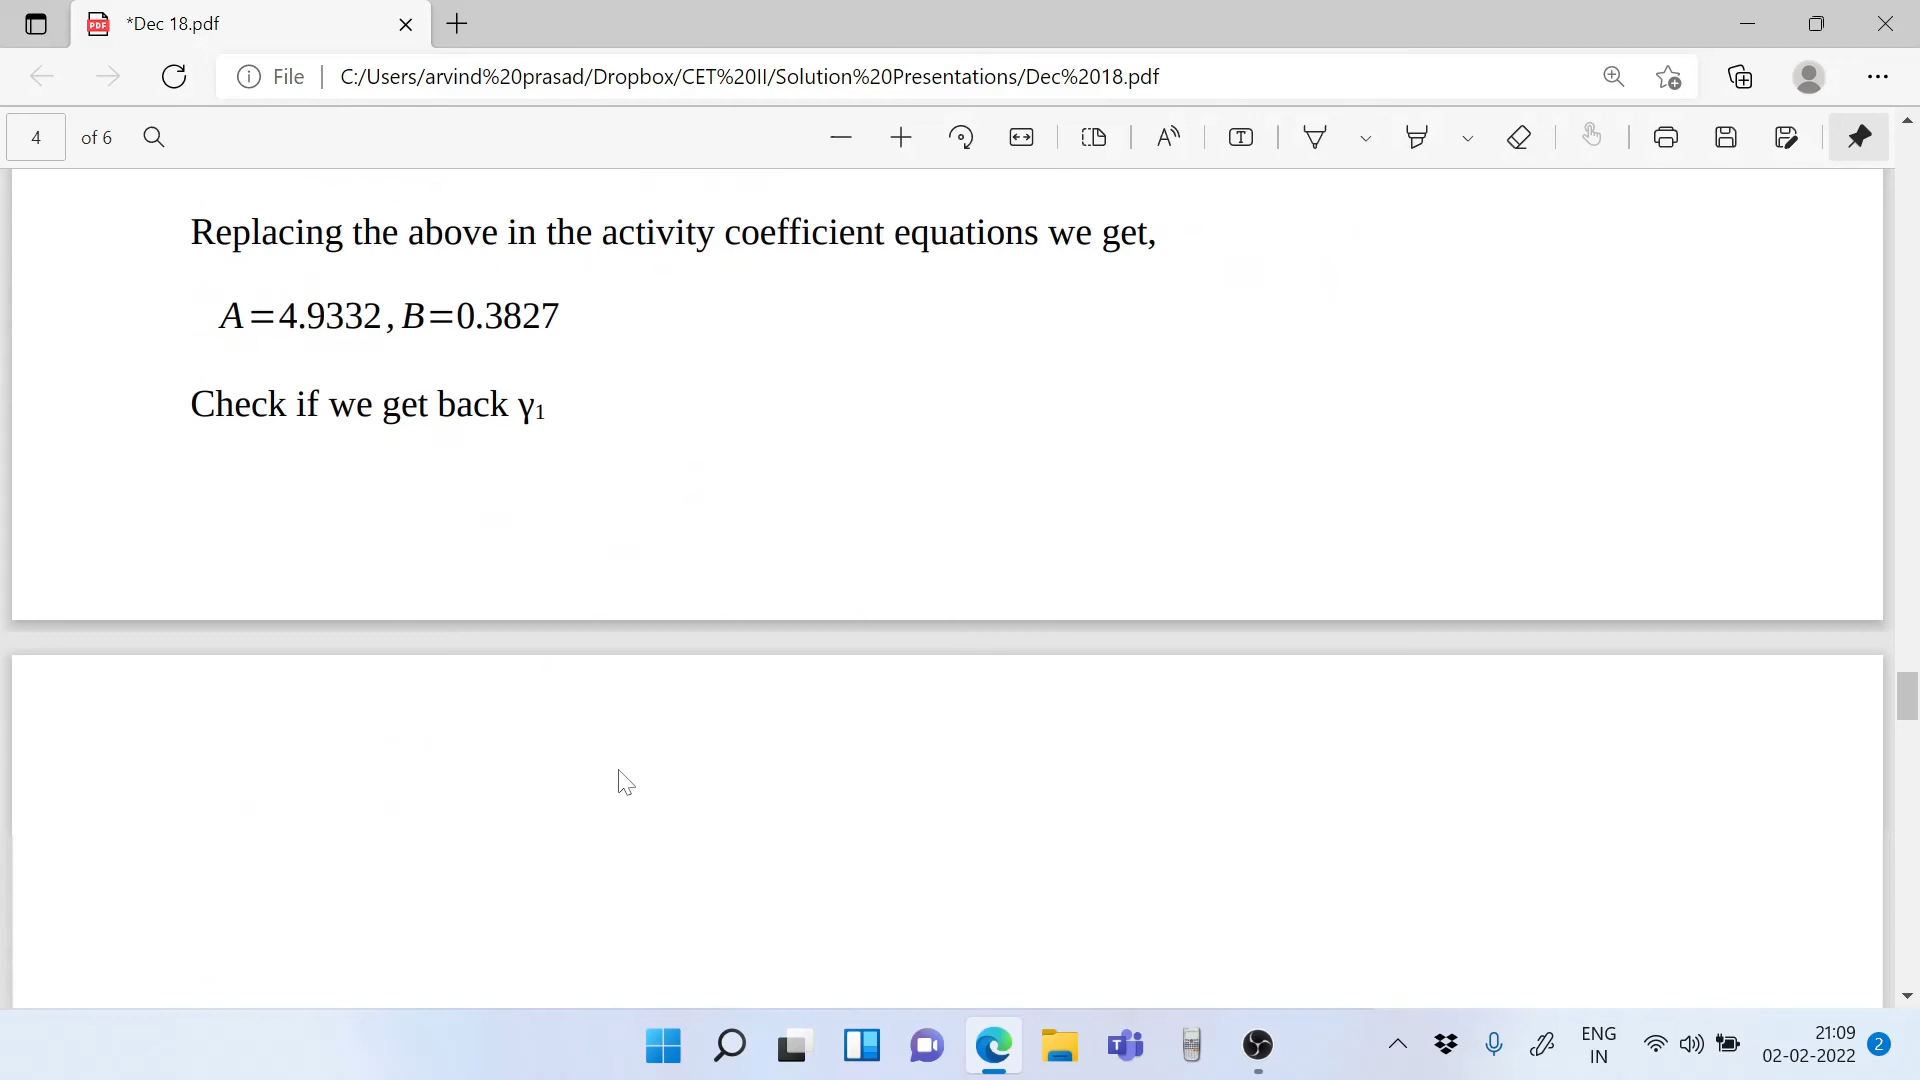 *Dec 18.pdf
File | C:/Users/arvind%20prasad/Dropbox/CET%20II/Solution%20Presentations/Dec%2018.pdf
4 of 6
Replacing the above in the activity coefficient equations we get,
A=4.9332, B=0.3827
Check if we get back γ₁
ENG 21:09
IN 02-02-2022 2